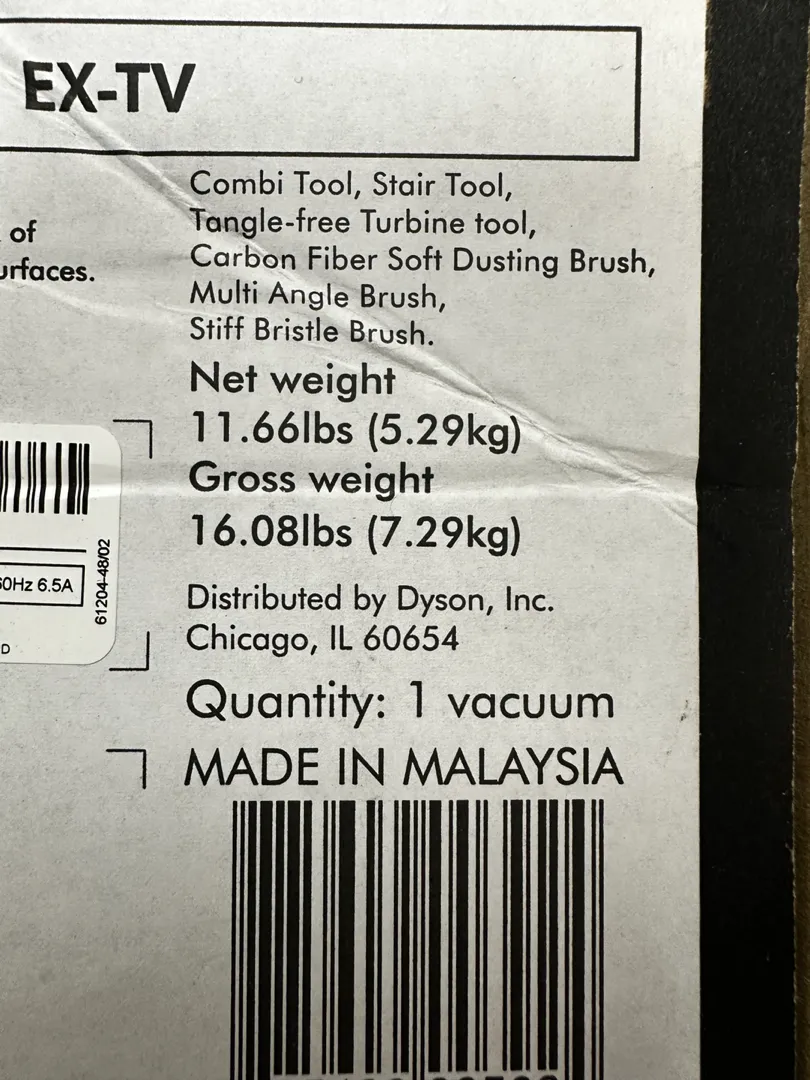 EX-TV
Combi Tool, Stair Tool,
Tangle-free Turbine tool,
Carbon Fiber Soft Dusting Brush,
Multi Angle Brush,
Stiff Bristle Brush.
of
Net weight
11.66lbs (5.29kg)
Gross weight
16.08lbs (7.29kg)
60Hz 6.5A
61204-48/02
D
Distributed by Dyson, Inc.
Chicago, IL 60654
Quantity: 1 vacuum
MADE IN MALAYSIA